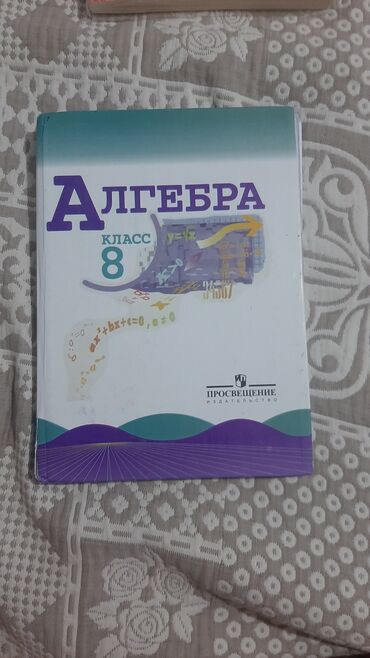 АЛГЕБРА
КЛАСС
8
y=√x
ax²+bx+c=0, a≠0
ПРОСВЕЩЕНИЕ
ИЗДАТЕЛЬСТВО